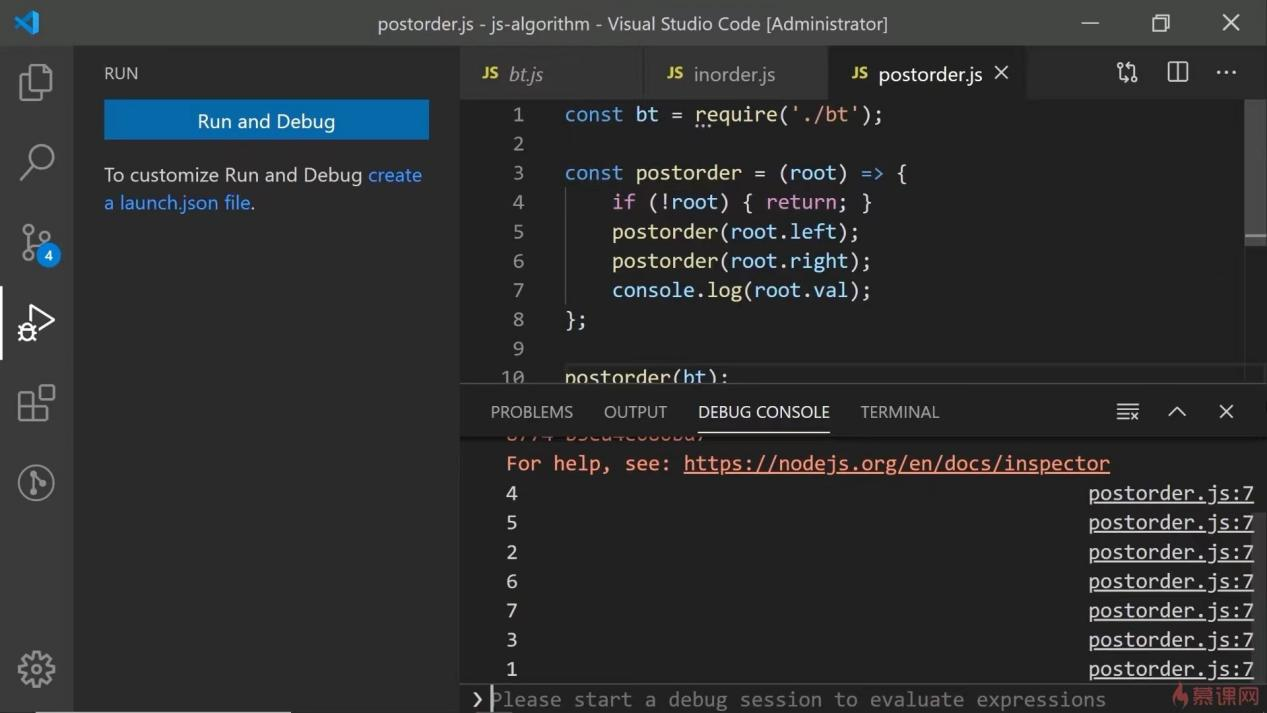 postorder.js - js-algorithm - Visual Studio Code [Administrator]
RUN
Run and Debug
To customize Run and Debug create
a launch.json file.
4
JS bt.js
JS inorder.js
JS postorder.js
1 const bt = require('./bt');
2
3 const postorder = (root) => {
4 if (!root) { return; }
5 postorder(root.left);
6 postorder(root.right);
7 console.log(root.val);
8 };
9
10 postorder(bt);
PROBLEMS OUTPUT DEBUG CONSOLE TERMINAL
For help, see: https://nodejs.org/en/docs/inspector
4 postorder.js:7
5 postorder.js:7
2 postorder.js:7
6 postorder.js:7
7 postorder.js:7
3 postorder.js:7
1 postorder.js:7
Please start a debug session to evaluate expressions
慕课网